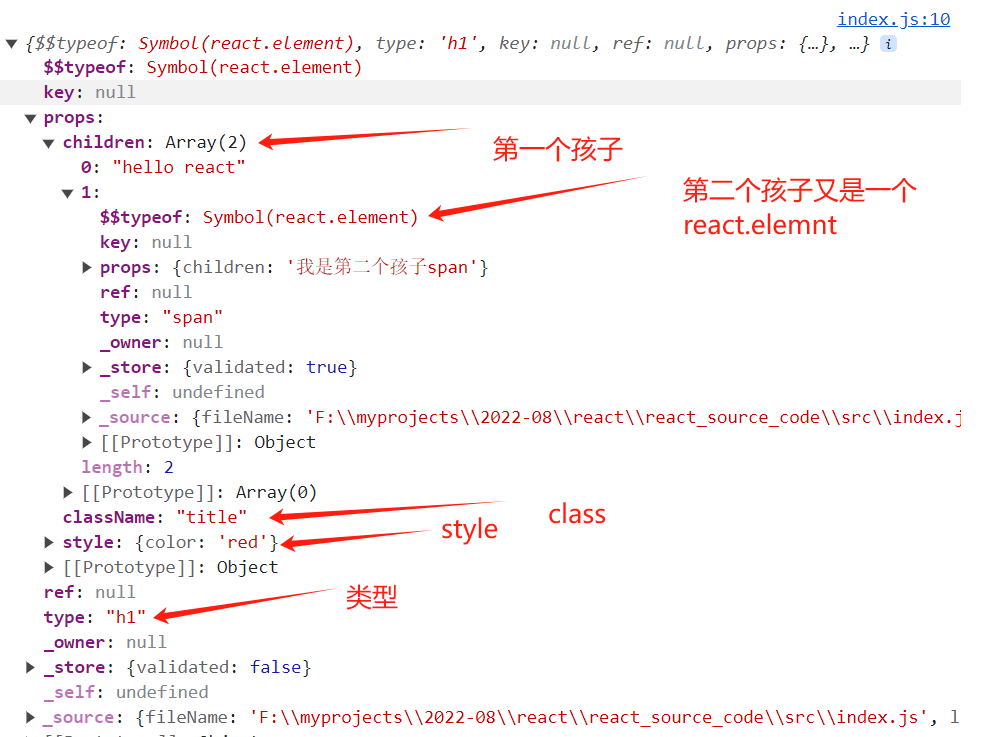 index.js:10
{$$typeof: Symbol(react.element), type: 'h1', key: null, ref: null, props: {…}, …} i
$$typeof: Symbol(react.element)
key: null
props:
children: Array(2)
第一个孩子
0: "hello react"
1:
第二个孩子又是一个
react.elemnt
$$typeof: Symbol(react.element)
key: null
props: {children: '我是第二个孩子span'}
ref: null
type: "span"
_owner: null
_store: {validated: true}
_self: undefined
_source: {fileName: 'F:\\myprojects\\2022-08\\react\\react_source_code\\src\\index.j
[[Prototype]]: Object
length: 2
[[Prototype]]: Array(0)
className: "title"
class
style: {color: 'red'}
style
[[Prototype]]: Object
ref: null
类型
type: "h1"
_owner: null
_store: {validated: false}
_self: undefined
_source: {fileName: 'F:\\myprojects\\2022-08\\react\\react_source_code\\src\\index.js', l